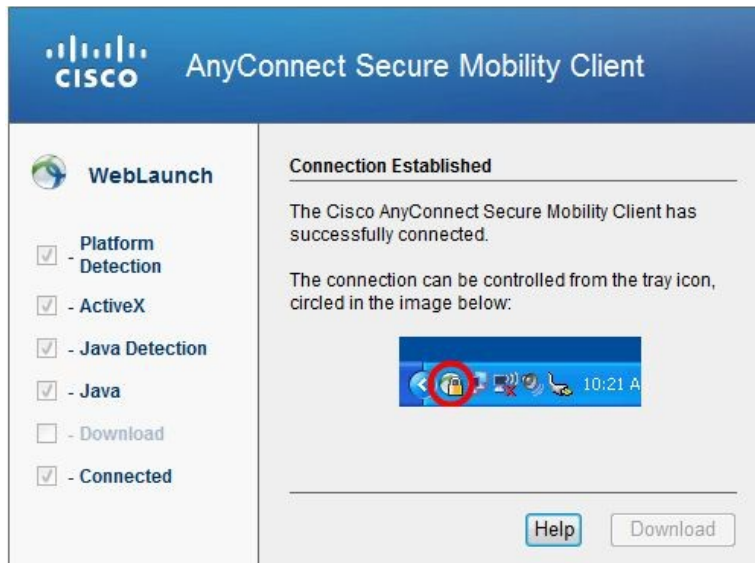 CISCO
AnyConnect Secure Mobility Client
WebLaunch
- Platform
Detection
- ActiveX
- Java Detection
- Java
- Download
- Connected
Connection Established
The Cisco AnyConnect Secure Mobility Client has
successfully connected.
The connection can be controlled from the tray icon,
circled in the image below:
10:21 A
Help
Download